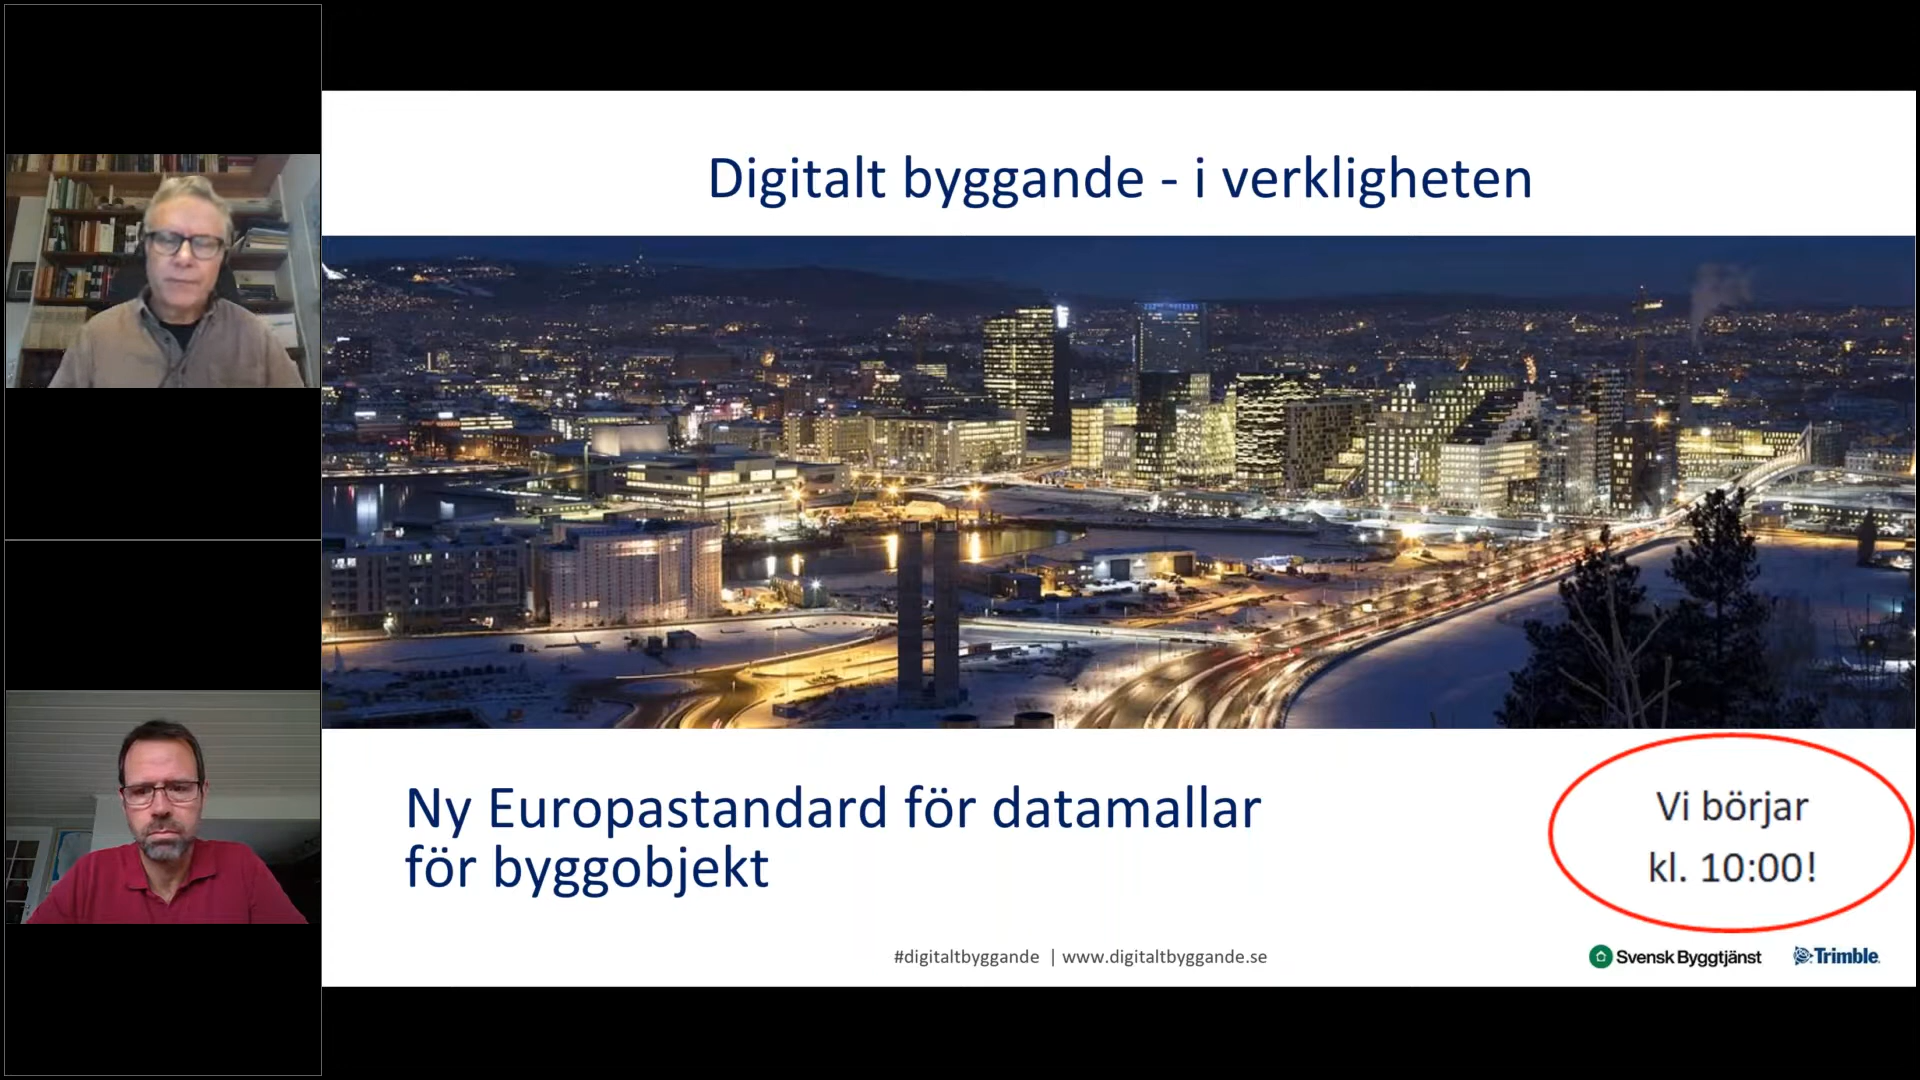 Digitalt byggande - i verkligheten
Ny Europastandard för datamallar
för byggobjekt
Vi börjar
kl. 10:00!
#digitaltbyggande | www.digitaltbyggande.se
Svensk Byggtjänst
Trimble